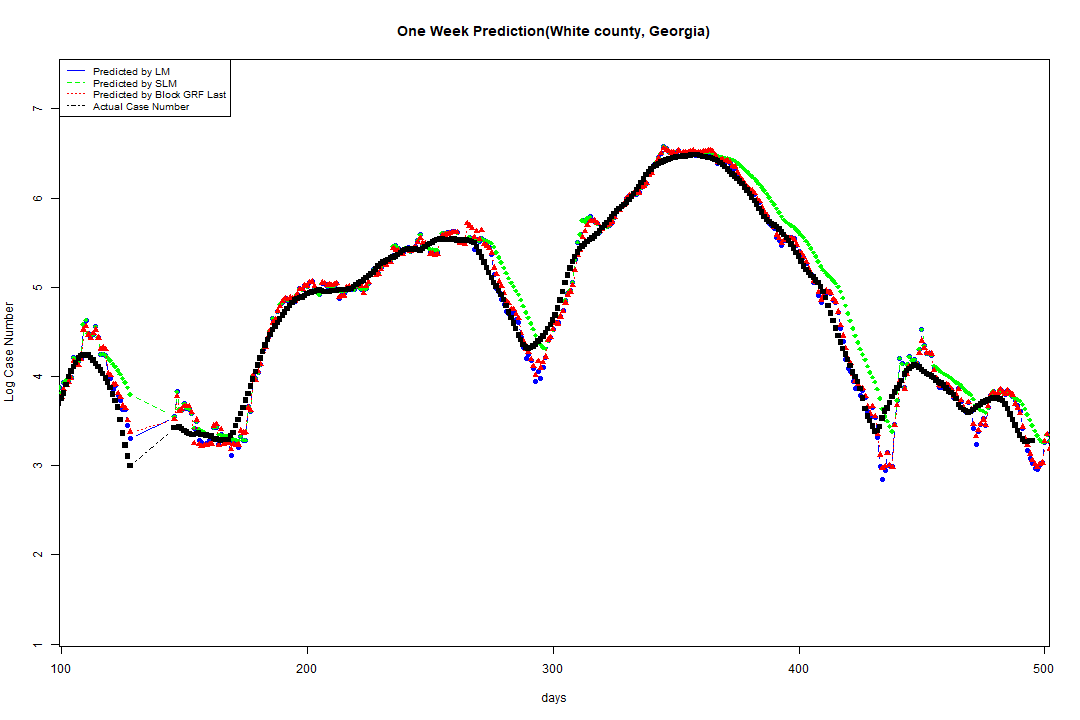 One Week Prediction(White county, Georgia)
Predicted by LM
Predicted by SLM
Predicted by Block GRF Last
Actual Case Number
7
6
5
4
3
2
1
Log Case Number
100 200 300 400 500
days